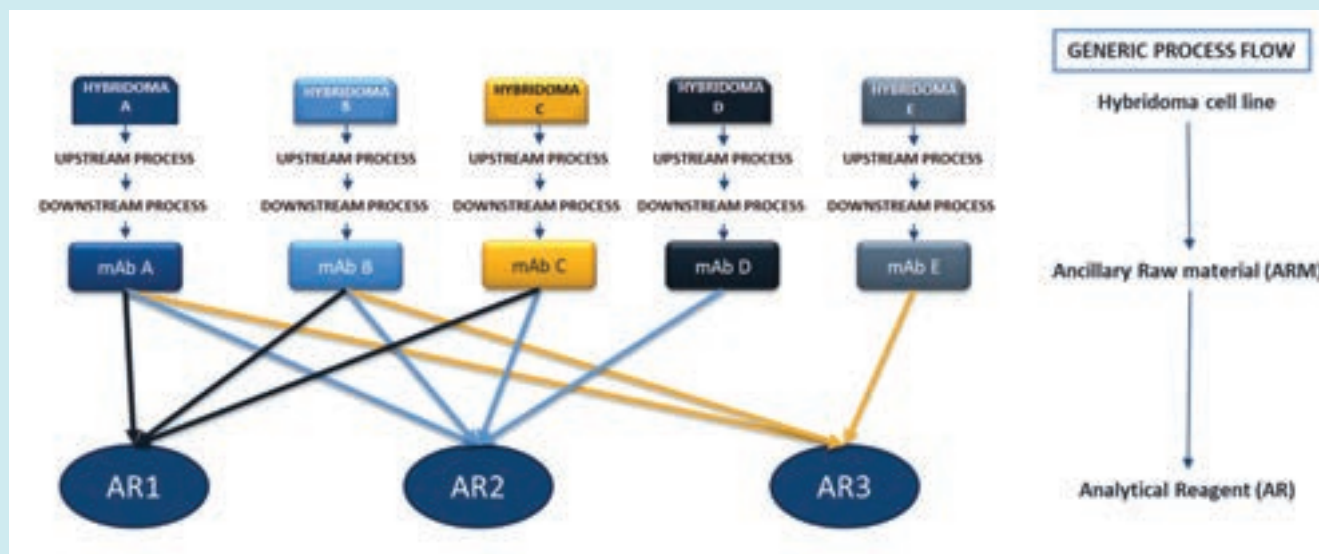 GENERIC PROCESS FLOW
HYBRIDOMA
A
HYBRIDOMA
B
HYBRIDOMA
C
HYBRIDOMA
D
HYBRIDOMA
E
Hybridoma cell line
UPSTREAM PROCESS
UPSTREAM PROCESS
UPSTREAM PROCESS
UPSTREAM PROCESS
UPSTREAM PROCESS
DOWNSTREAM PROCESS
DOWNSTREAM PROCESS
DOWNSTREAM PROCESS
DOWNSTREAM PROCESS
DOWNSTREAM PROCESS
mAb A
mAb B
mAb C
mAb D
mAb E
Ancillary Raw material (ARM)
AR1
AR2
AR3
Analytical Reagent (AR)